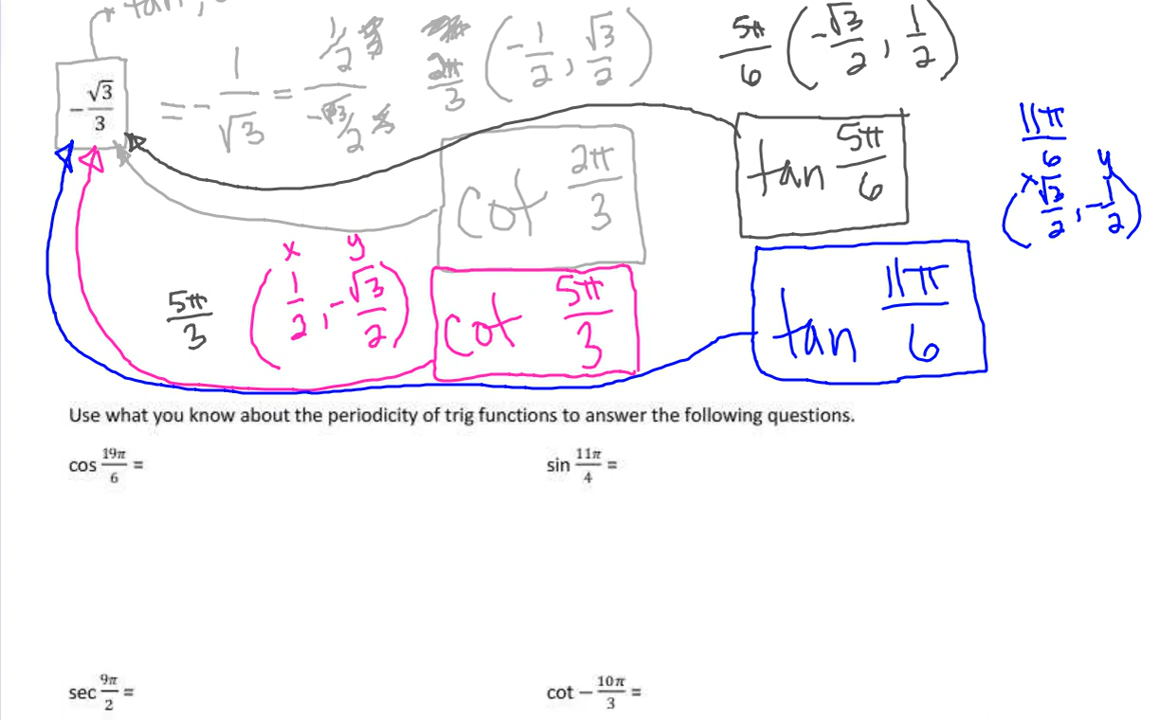 tan,
-√3/3 = -1/√3 = (1/2)/(-√3/2) 2π/3 (-1/2, √3/2) 5π/6 (-√3/2, 1/2)
cot 2π/3 tan 5π/6 11π/6
x y
(√3/2, -1/2)
x y
5π/3 (1/2, -√3/2) cot 5π/3 tan 11π/6
Use what you know about the periodicity of trig functions to answer the following questions.
cos 19π/6 = sin 11π/4 =
sec 9π/2 = cot -10π/3 =